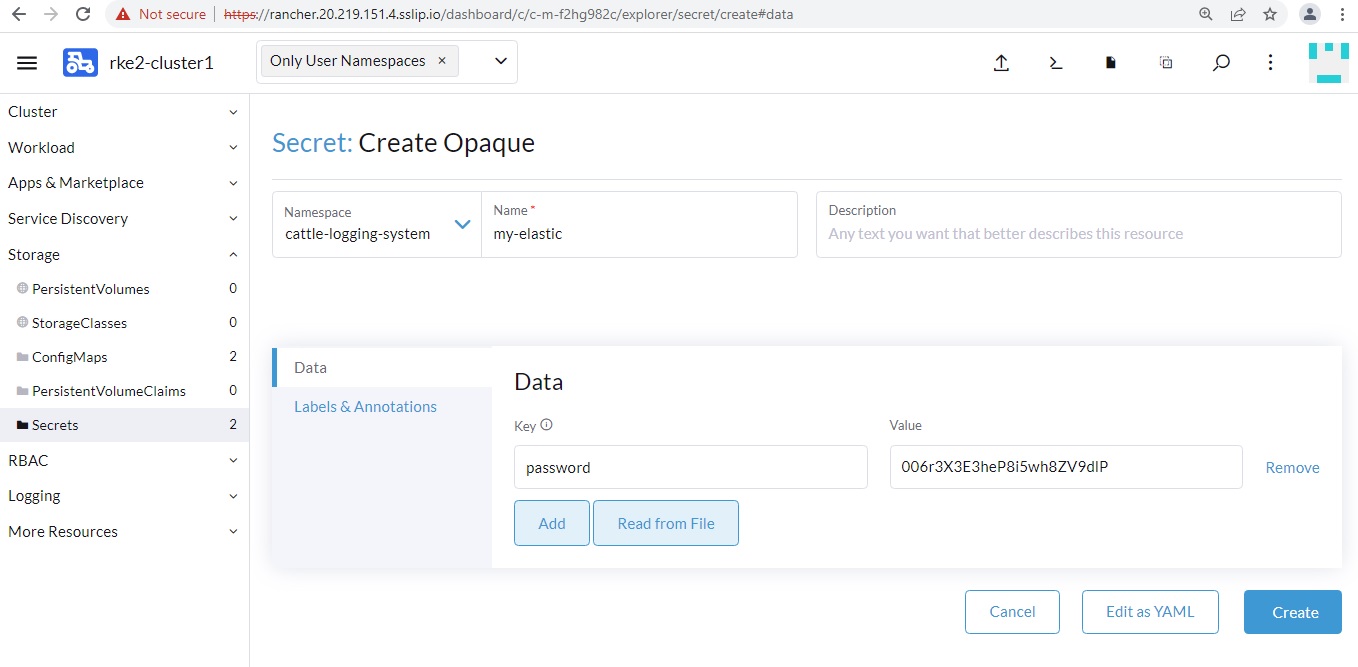 Not secure https://rancher.20.219.151.4.sslip.io/dashboard/c/c-m-f2hg982c/explorer/secret/create#data
rke2-cluster1 Only User Namespaces ×
Cluster
Workload
Apps & Marketplace
Service Discovery
Storage
PersistentVolumes 0
StorageClasses 0
ConfigMaps 2
PersistentVolumeClaims 0
Secrets 2
RBAC
Logging
More Resources
Secret: Create Opaque
Namespace
cattle-logging-system
Name *
my-elastic
Description
Any text you want that better describes this resource
Data
Labels & Annotations
Data
Key
Value
password
006r3X3E3heP8i5wh8ZV9dlP
Remove
Add
Read from File
Cancel
Edit as YAML
Create